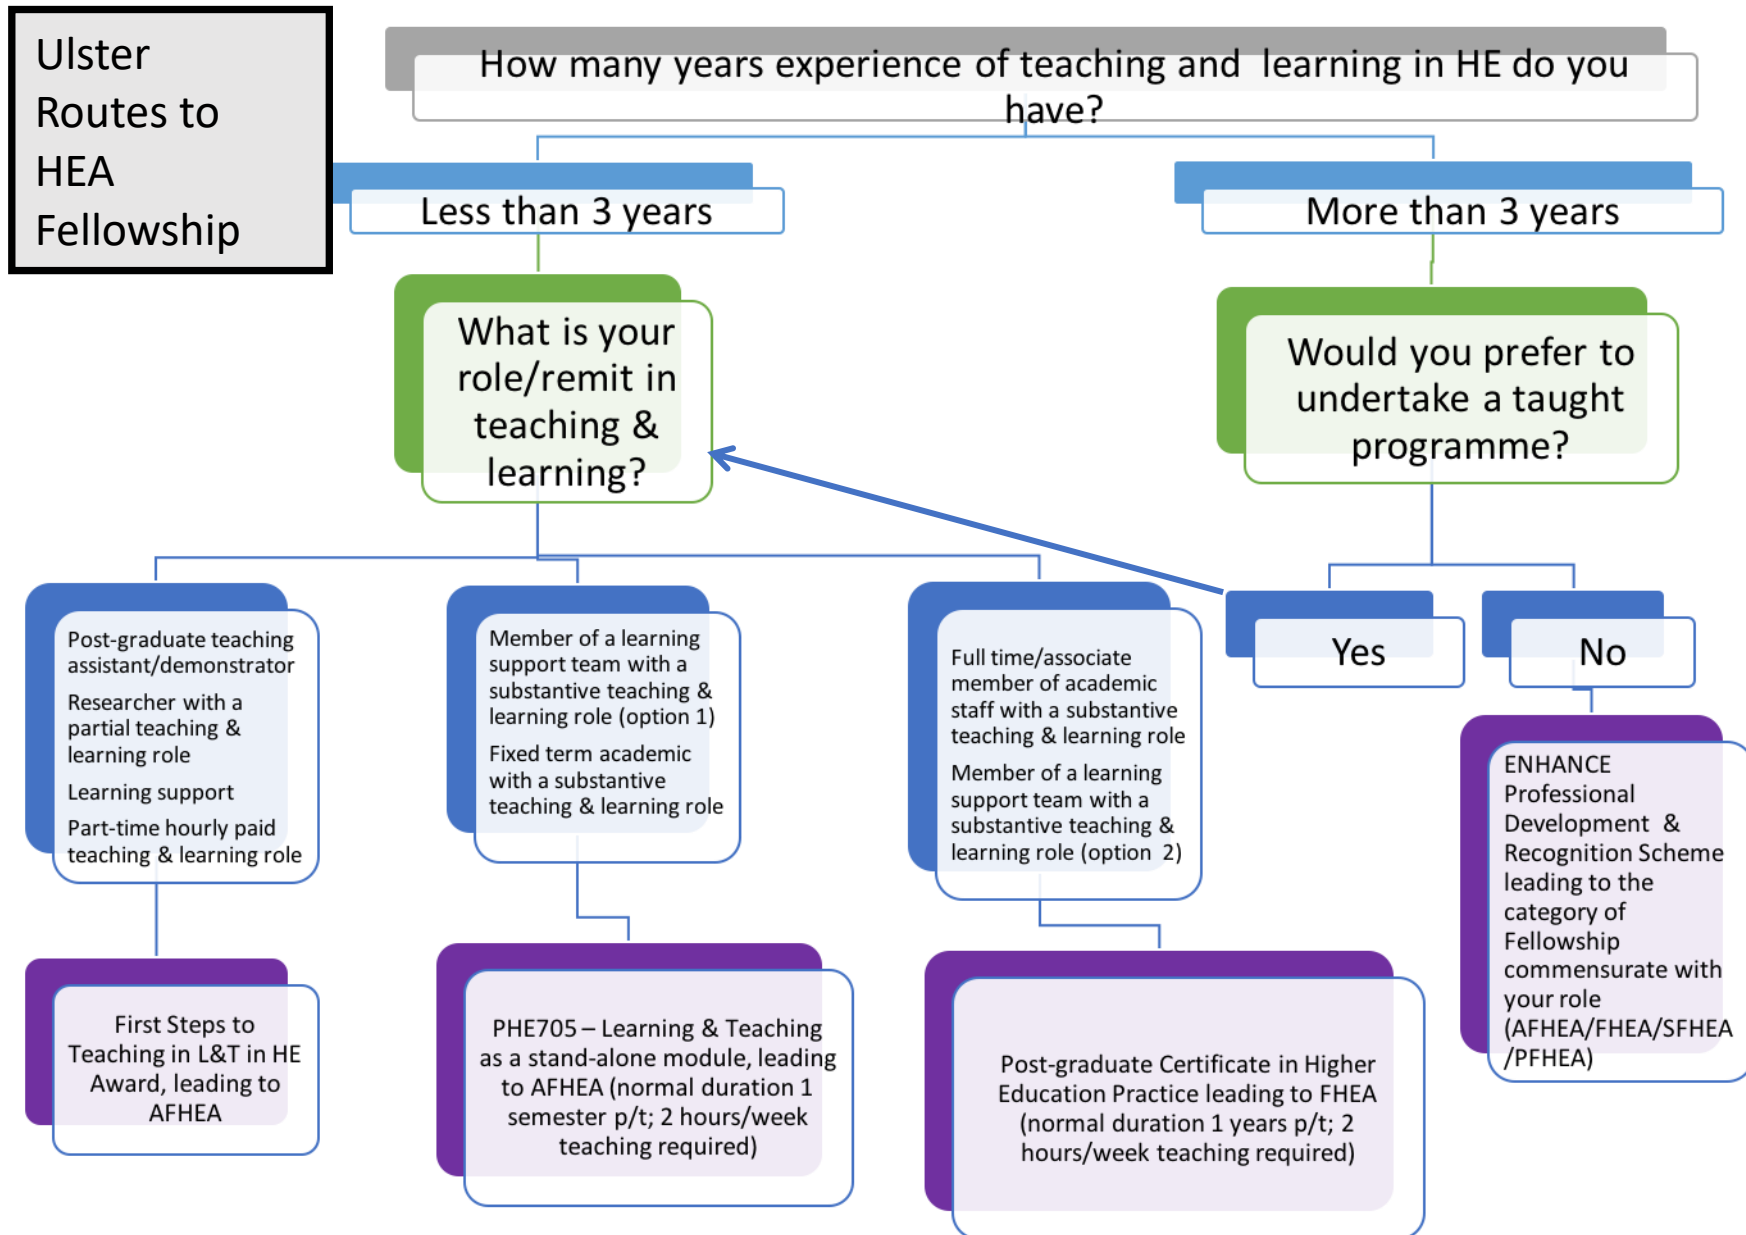 Ulster
Routes to
HEA
Fellowship
How many years experience of teaching and learning in HE do you
have?
Less than 3 years
More than 3 years
What is your
role/remit in
teaching &
learning?
Would you prefer to
undertake a taught
programme?
Post-graduate teaching
assistant/demonstrator
Researcher with a
partial teaching &
learning role
Learning support
Part-time hourly paid
teaching & learning role
Member of a learning
support team with a
substantive teaching &
learning role (option 1)
Fixed term academic
with a substantive
teaching & learning role
Full time/associate
member of academic
staff with a substantive
teaching & learning role
Member of a learning
support team with a
substantive teaching &
learning role (option 2)
Yes
No
First Steps to
Teaching in L&T in HE
Award, leading to
AFHEA
PHE705 – Learning & Teaching
as a stand-alone module, leading
to AFHEA (normal duration 1
semester p/t; 2 hours/week
teaching required)
Post-graduate Certificate in Higher
Education Practice leading to FHEA
(normal duration 1 years p/t; 2
hours/week teaching required)
ENHANCE
Professional
Development &
Recognition Scheme
leading to the
category of
Fellowship
commensurate with
your role
(AFHEA/FHEA/SFHEA
/PFHEA)